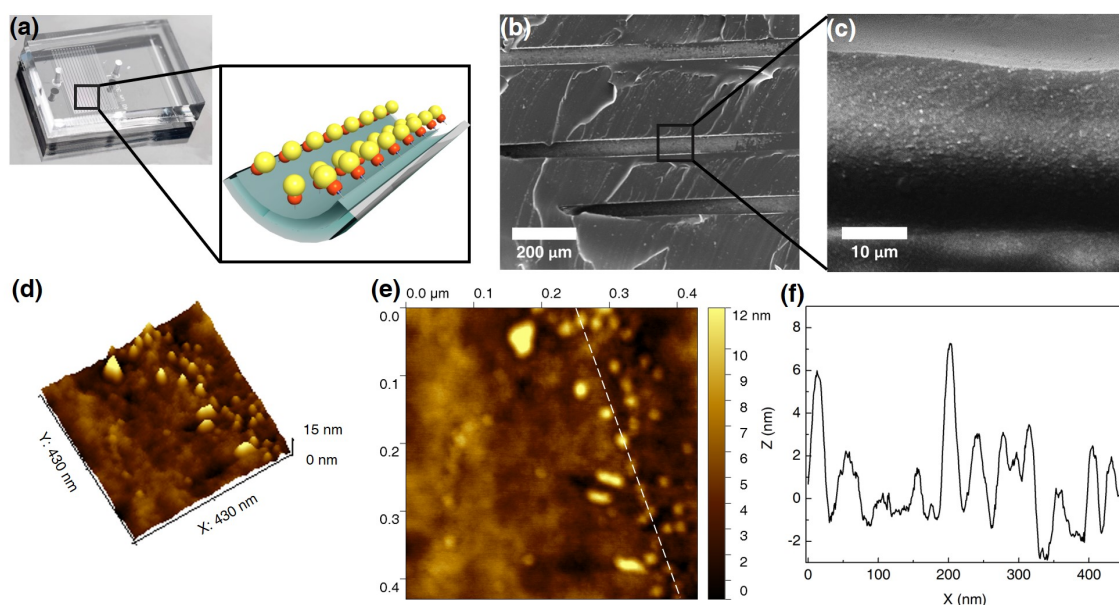 (a)
(b)
(c)
200 μm
10 μm
(d)
15 nm
0 nm
Y: 430 nm
X: 430 nm
(e)
0.0 μm 0.1 0.2 0.3 0.4
0.0
0.1
0.2
0.3
0.4
12 nm
10
9
8
7
6
5
4
3
2
0
(f)
Z (nm)
8
6
4
2
0
-2
0 100 200 300 400
X (nm)